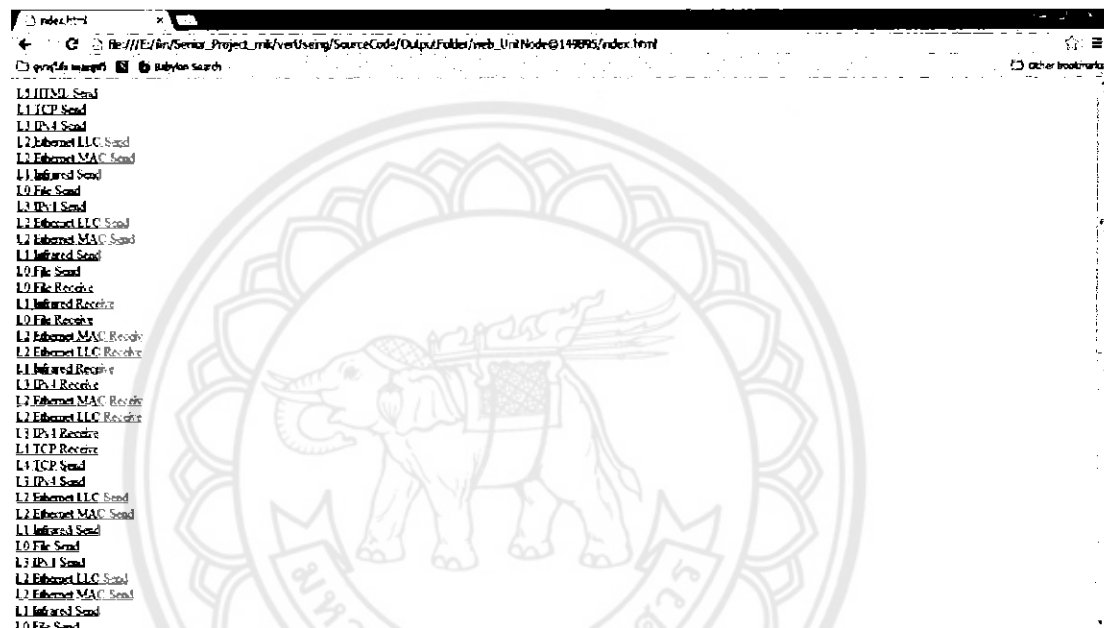 index.html
file:///E:/
/Senior_Project_mik/verUseing/SourceCode/OutputFolder/web_UnitNode@149895/index.html
Babylon Search
Other bookmarks
L5 HTML Send
L4 TCP Send
L3 IPv4 Send
L2 Ethernet LLC Send
L2 Ethernet MAC Send
L1 Infrared Send
L0 File Send
L3 IPv4 Send
L2 Ethernet LLC Send
L2 Ethernet MAC Send
L1 Infrared Send
L0 File Send
L0 File Receive
L1 Infrared Receive
L0 File Receive
L2 Ethernet MAC Receiv
L2 Ethernet LLC Receive
L1 Infrared Receive
L3 IPv4 Receive
L2 Ethernet MAC Receiv
L2 Ethernet LLC Receive
L3 IPv4 Receive
L4 TCP Receive
L4 TCP Send
L3 IPv4 Send
L2 Ethernet LLC Send
L2 Ethernet MAC Send
L1 Infrared Send
L0 File Send
L3 IPv4 Send
L2 Ethernet LLC Send
L2 Ethernet MAC Send
L1 Infrared Send
L0 File Send